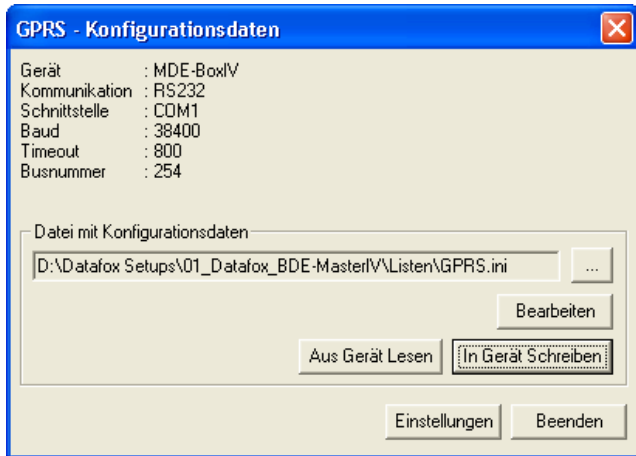 GPRS - Konfigurationsdaten
Gerät : MDE-BoxIV
Kommunikation : RS232
Schnittstelle : COM1
Baud : 38400
Timeout : 800
Busnummer : 254
Datei mit Konfigurationsdaten
D:\Datafox Setups\01_Datafox_BDE-MasterIV\Listen\GPRS.ini ...
Bearbeiten
Aus Gerät Lesen In Gerät Schreiben
Einstellungen Beenden